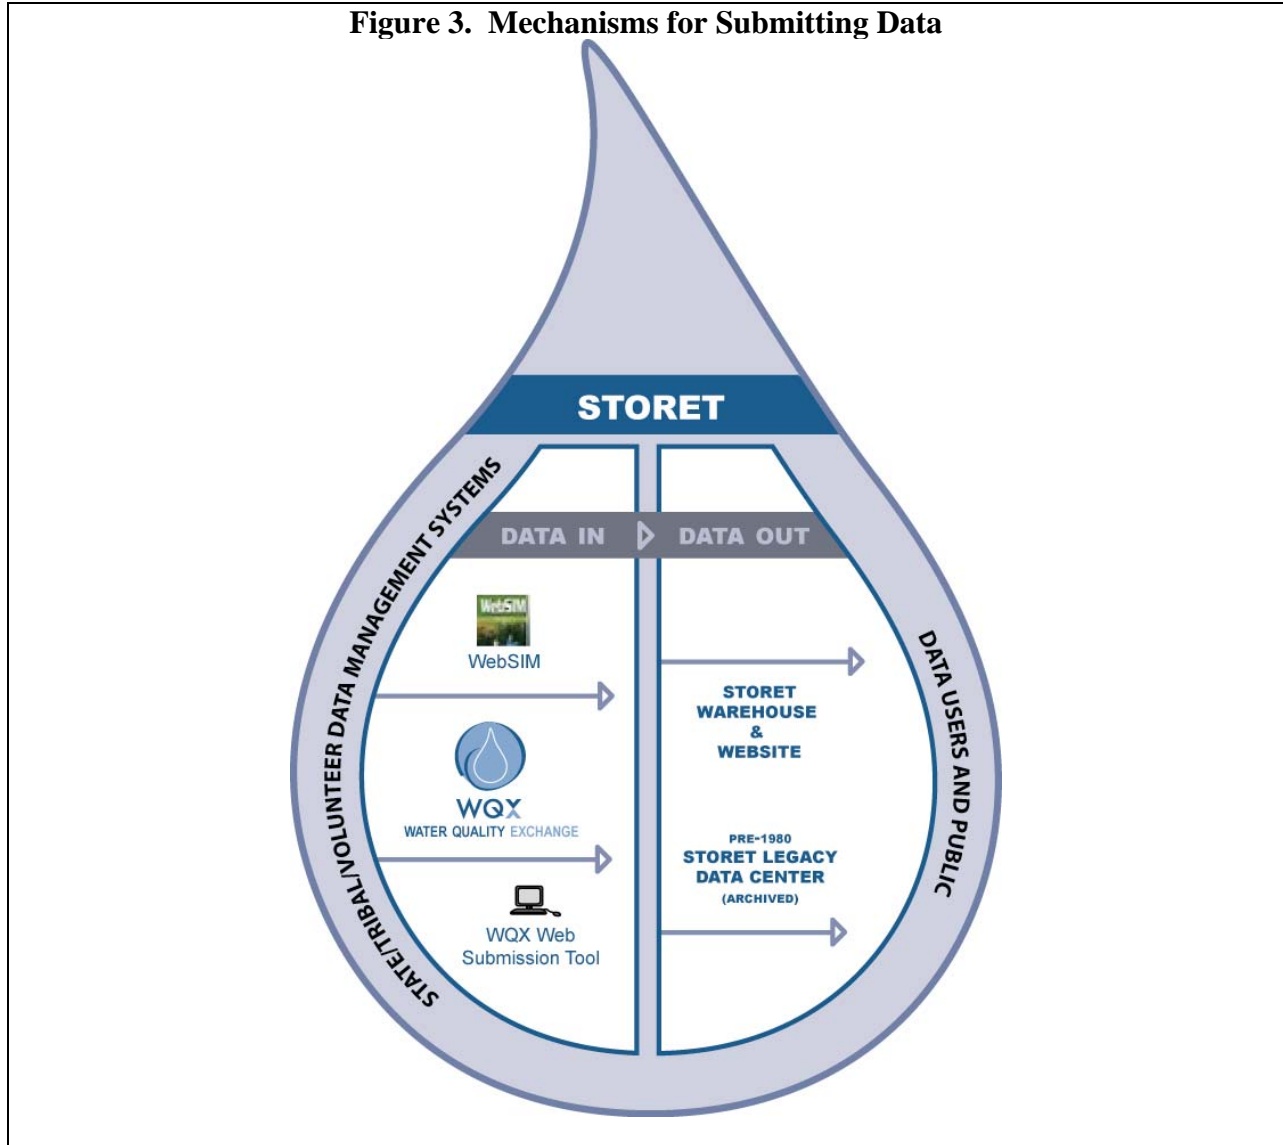 Figure 3. Mechanisms for Submitting Data
STORET
STATE/TRIBAL/VOLUNTEER DATA MANAGEMENT SYSTEMS
DATA IN
WebSIM
WebSIM
WQX
WATER QUALITY EXCHANGE
WQX Web
Submission Tool
DATA OUT
STORET
WAREHOUSE
&
WEBSITE
PRE-1980
STORET LEGACY
DATA CENTER
(ARCHIVED)
DATA USERS AND PUBLIC